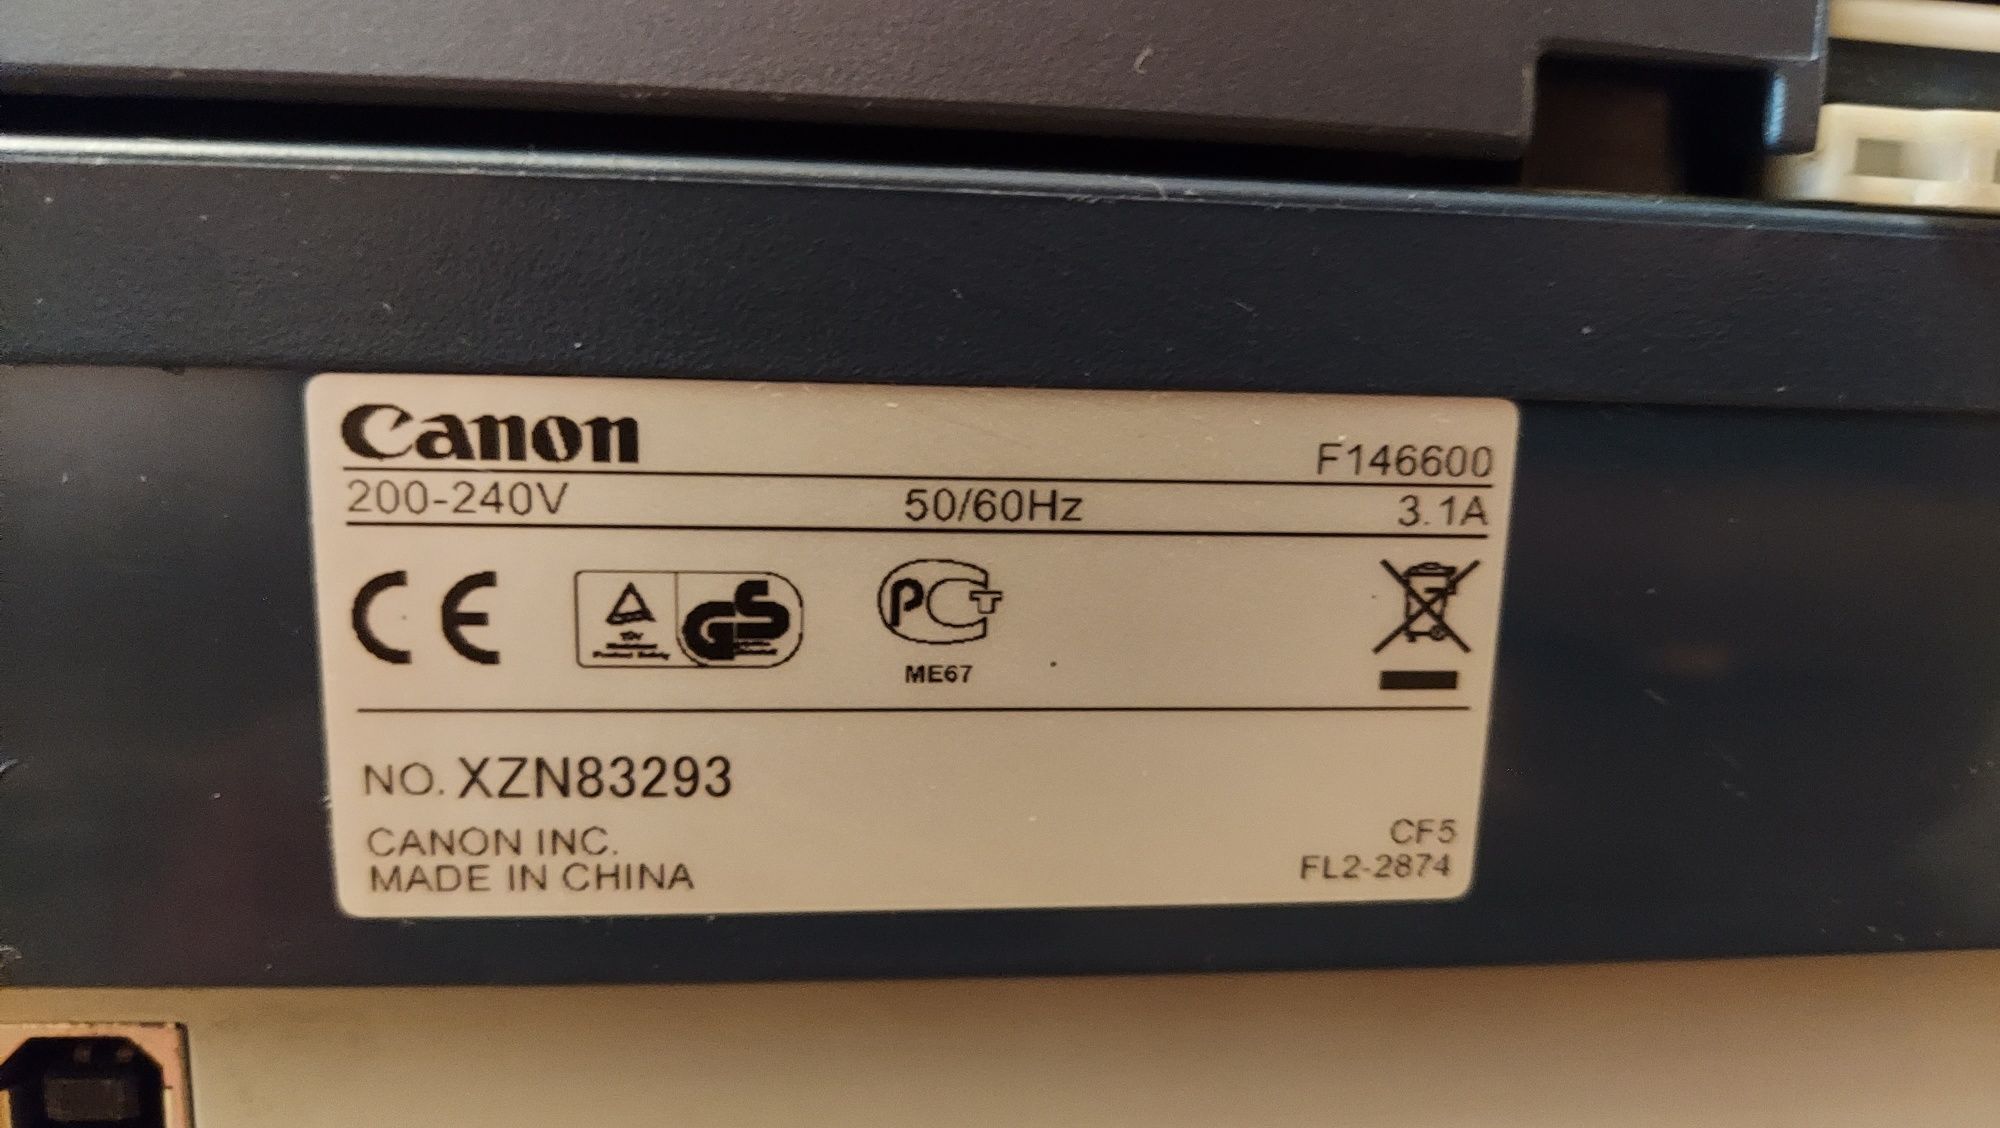 Canon
F146600
200-240V 50/60Hz 3.1A
CE
GS
PCT
ME67
NO. XZN83293
CANON INC.
MADE IN CHINA
CF5
FL2-2874